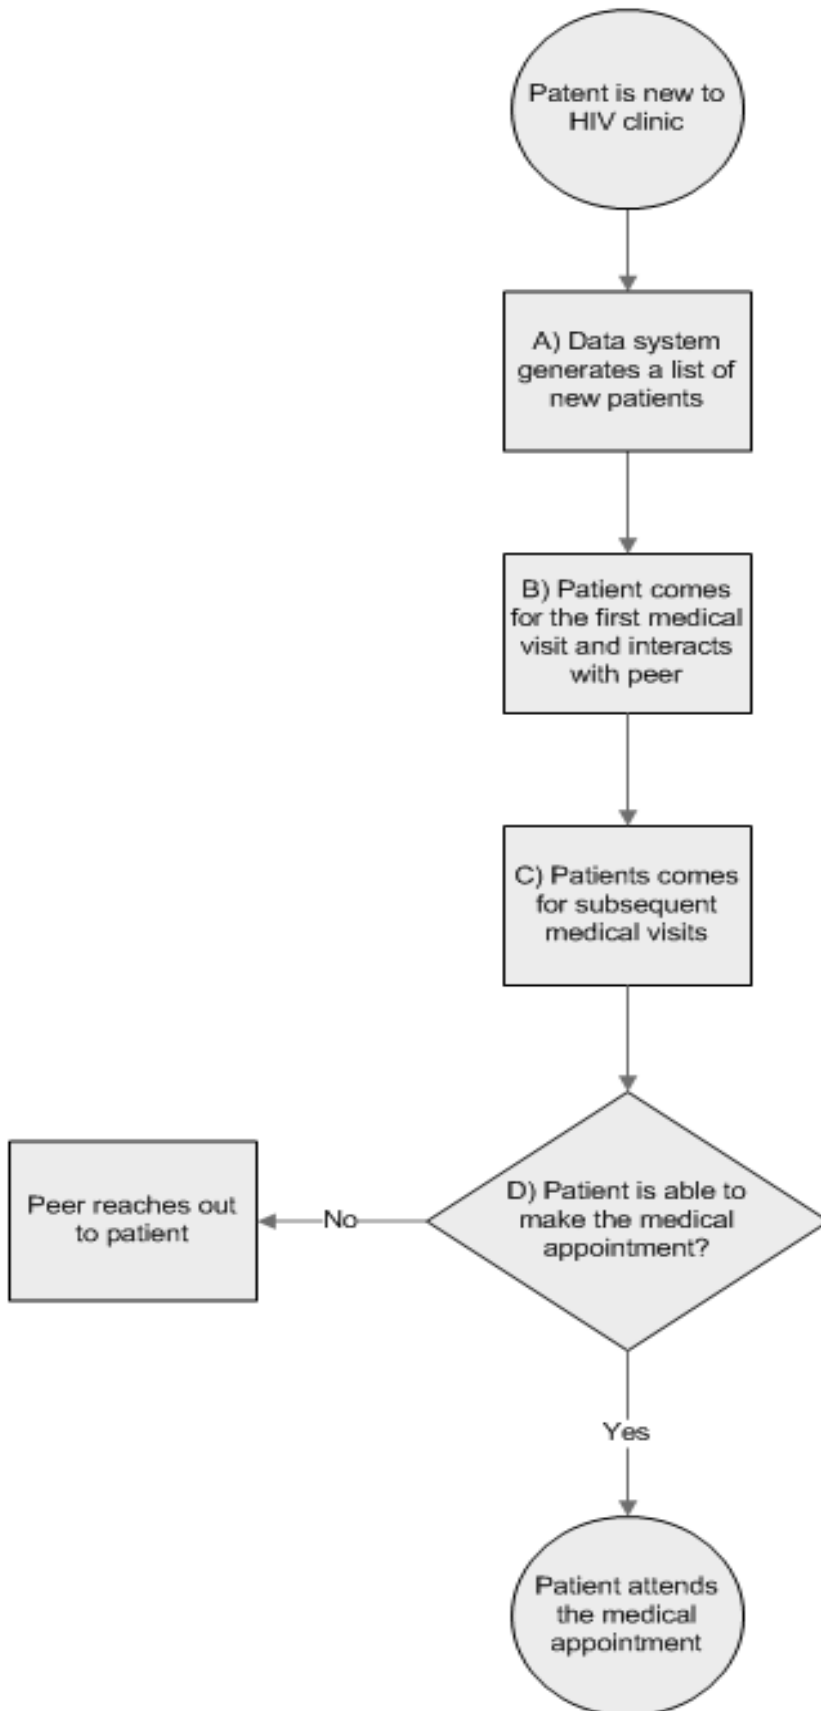 Patent is new to
HIV clinic
A) Data system
generates a list of
new patients
B) Patient comes
for the first medical
visit and interacts
with peer
C) Patients comes
for subsequent
medical visits
D) Patient is able to
make the medical
appointment?
No
Peer reaches out
to patient
Yes
Patient attends
the medical
appointment